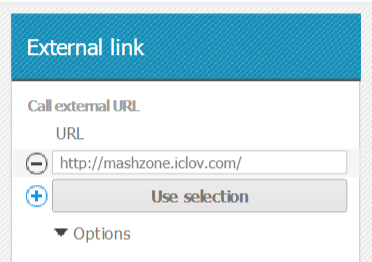 External link
Call external URL
URL
http://mashzone.iclov.com/
Use selection
Options